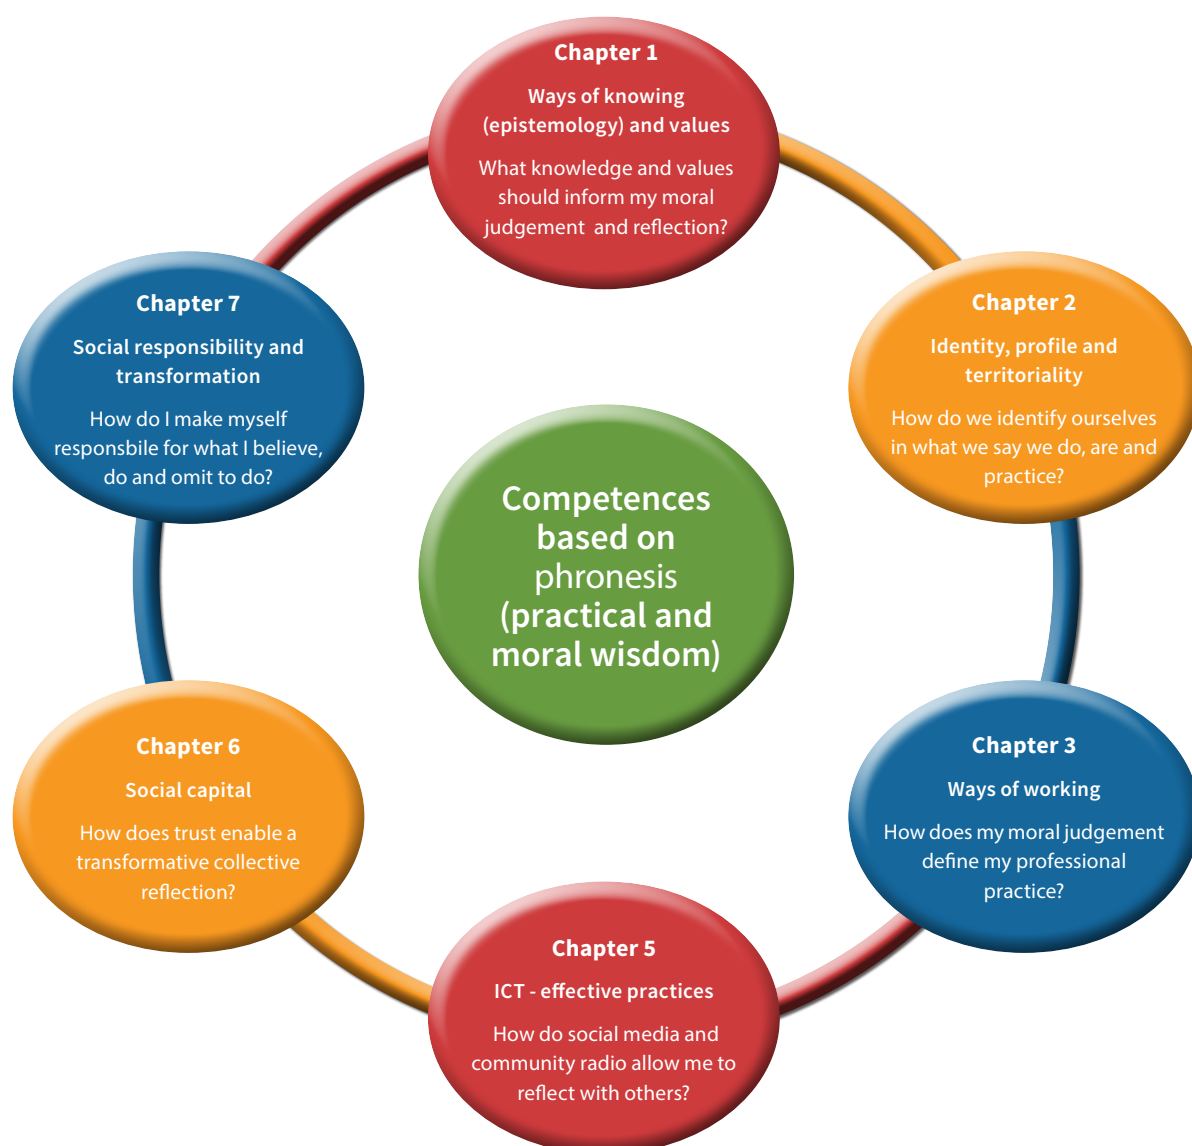 Chapter 1
Ways of knowing
(epistemology) and values
What knowledge and values
should inform my moral
judgement and reflection?
Chapter 2
Identity, profile and
territoriality
How do we identify ourselves
in what we say we do, are and
practice?
Chapter 3
Ways of working
How does my moral judgement
define my professional
practice?
Chapter 5
ICT - effective practices
How do social media and
community radio allow me to
reflect with others?
Chapter 6
Social capital
How does trust enable a
transformative collective
reflection?
Chapter 7
Social responsibility and
transformation
How do I make myself
responsbile for what I believe,
do and omit to do?
Competences
based on
phronesis
(practical and
moral wisdom)